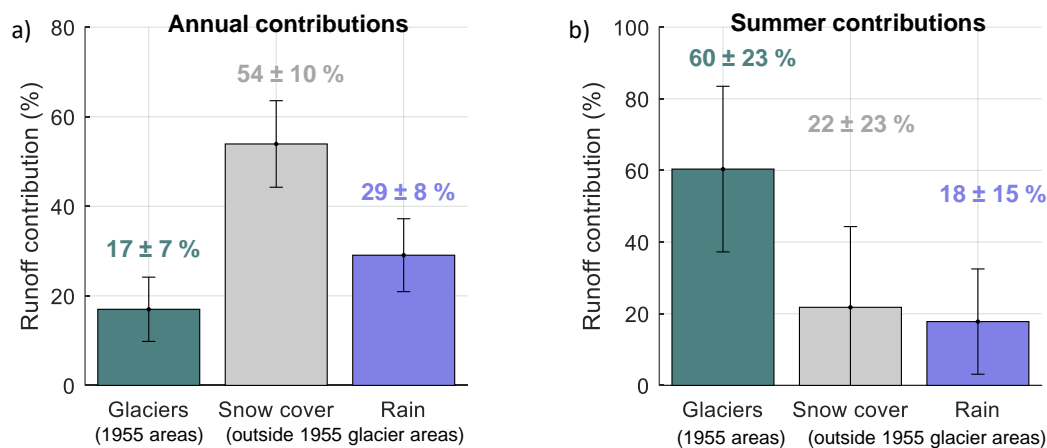 a)
Annual contributions
Runoff contribution (%)
80
60
40
20
0
17 ± 7 %
54 ± 10 %
29 ± 8 %
Glaciers
Snow cover
Rain
(1955 areas)
(outside 1955 glacier areas)
b)
Summer contributions
Runoff contribution (%)
100
80
60
40
20
0
60 ± 23 %
22 ± 23 %
18 ± 15 %
Glaciers
Snow cover
Rain
(1955 areas)
(outside 1955 glacier areas)